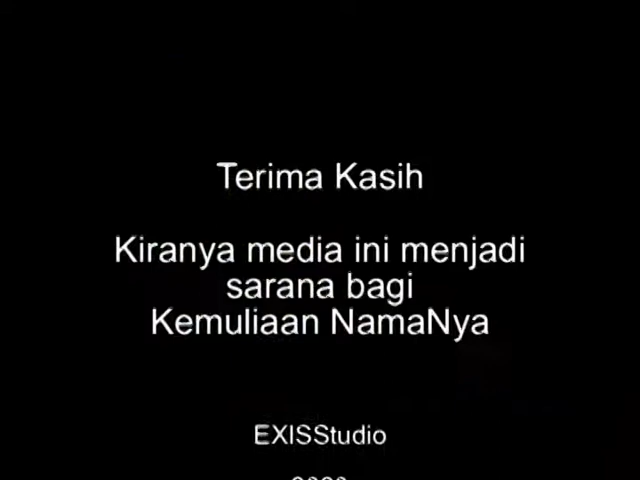 Terima Kasih
Kiranya media ini menjadi
sarana bagi
Kemuliaan NamaNya
EXISStudio